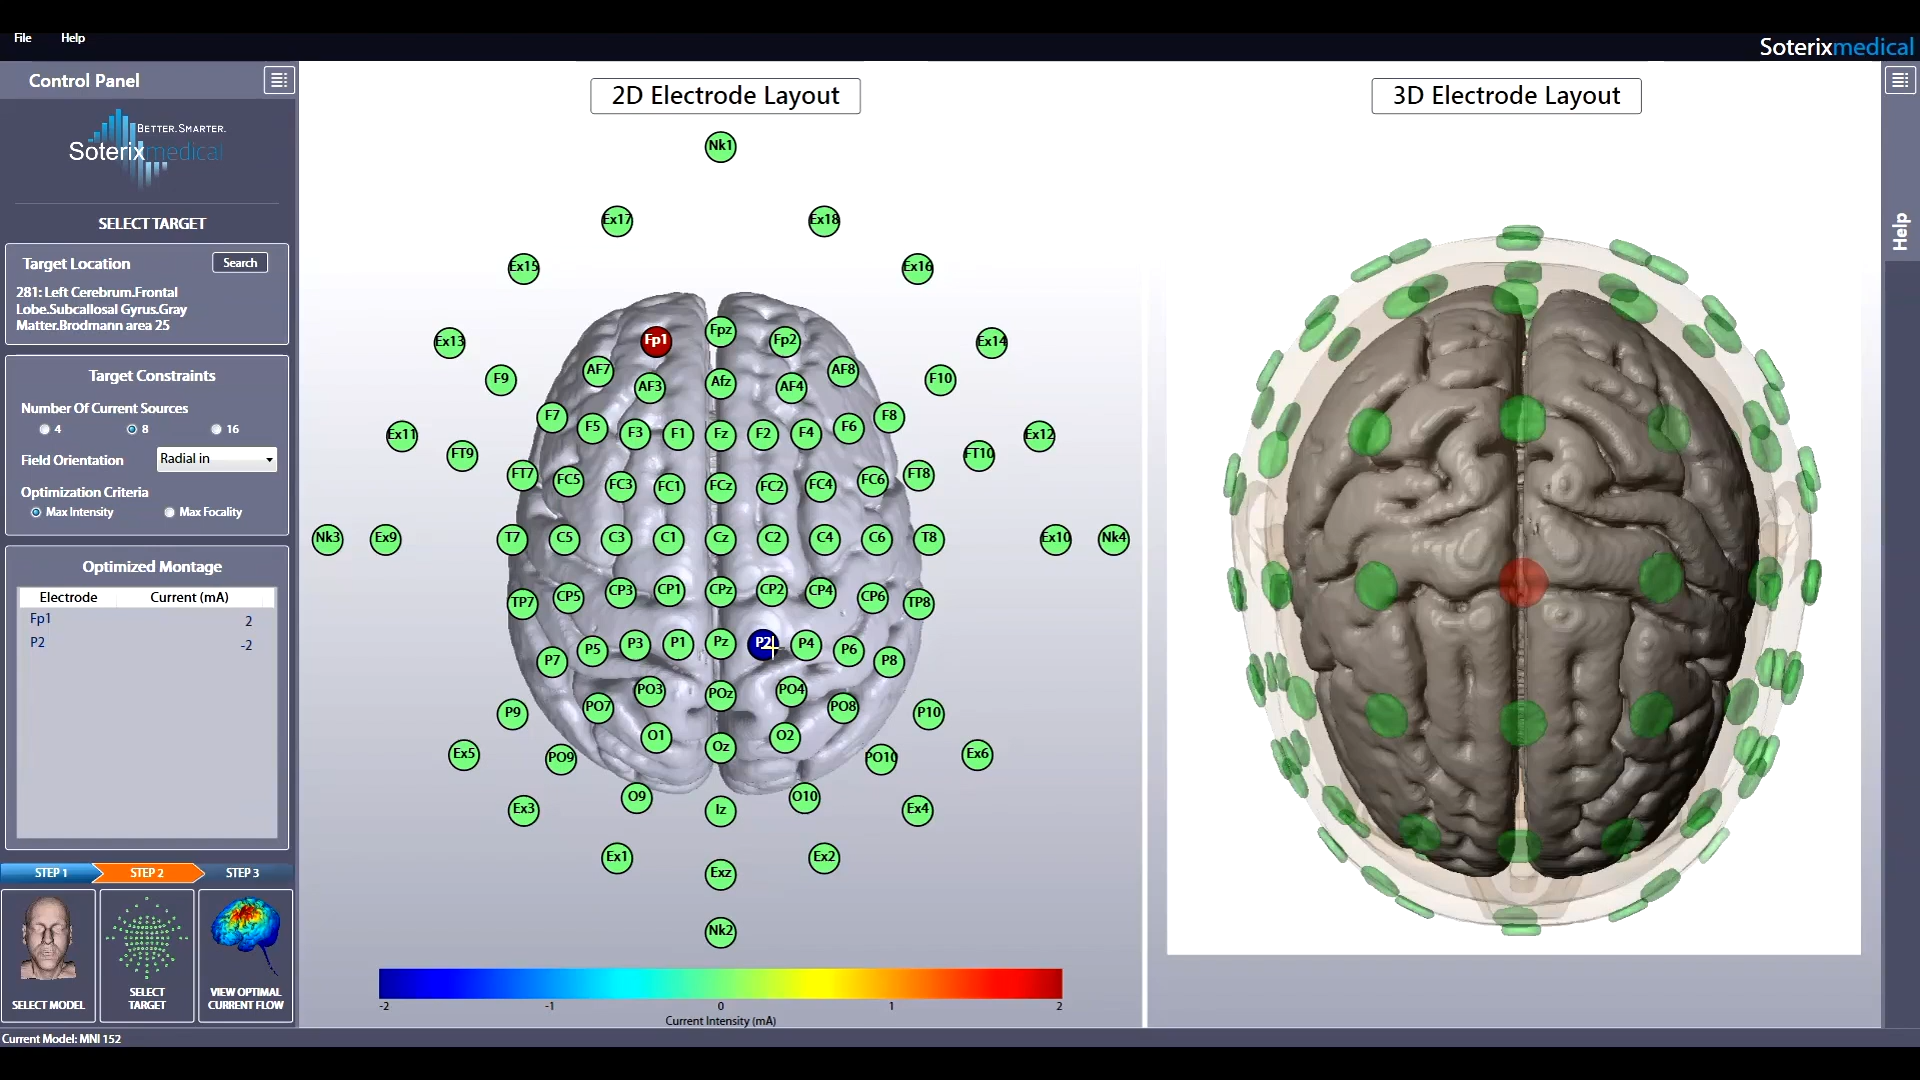 File Help
Soterixmedical
Control Panel
BETTER.SMARTER.
Soterixmedical
SELECT TARGET
Target Location
Search
281: Left Cerebrum.Frontal
Lobe.Subcallosal Gyrus.Gray
Matter.Brodmann area 25
Target Constraints
Number Of Current Sources
4 8 16
Field Orientation Radial in
Optimization Criteria
Max Intensity Max Focality
Optimized Montage
Electrode Current (mA)
Fp1 2
P2 -2
STEP 1 STEP 2 STEP 3
SELECT MODEL
SELECT
TARGET
VIEW OPTIMAL
CURRENT FLOW
Current Model: MNI 152
2D Electrode Layout
Nk1
Ex17 Ex18
Ex15 Ex16
Fpz
Ex13 Fp1 Fp2 Ex14
AF7 AF8
F9 AF3 Afz AF4 F10
F7 F8
F5 F6
Ex11 F3 F1 Fz F2 F4 Ex12
FT9 FT10
FT7 FC5 FC6 FT8
FC3 FC1 FCz FC2 FC4
Nk3 Ex9 T7 C5 C3 C1 Cz C2 C4 C6 T8 Ex10 Nk4
TP7 CP5 CP3 CP1 CPz CP2 CP4 CP6 TP8
P7 P5 P3 P1 Pz P2 P4 P6 P8
PO3 POz PO4
P9 PO7 PO8 P10
O1 Oz O2
Ex5 PO9 PO10 Ex6
O9 O10
Ex3 Iz Ex4
Ex1 Ex2
Exz
Nk2
-2 -1 0 1 2
Current Intensity (mA)
3D Electrode Layout
Help